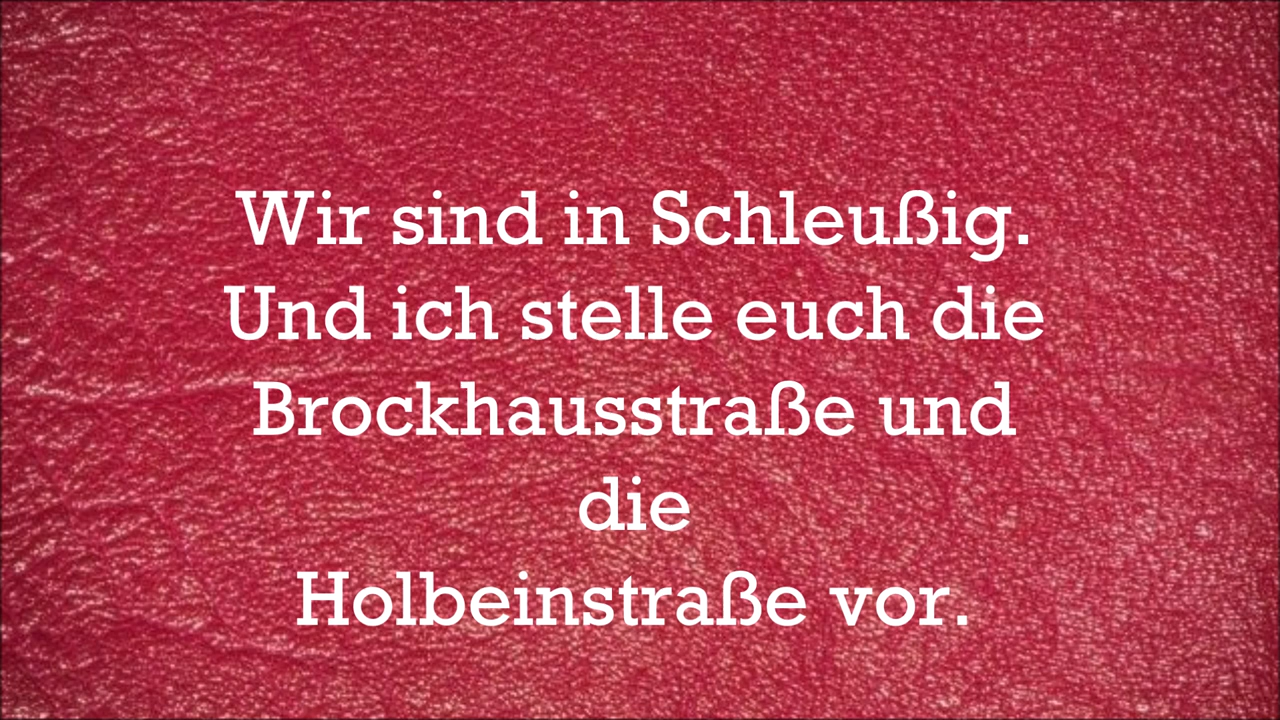 Wir sind in Schleußig.
Und ich stelle euch die
Brockhausstraße und
die
Holbeinstraße vor.